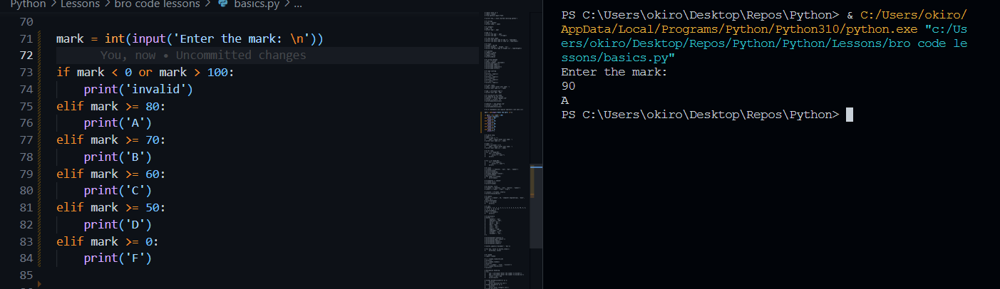 Python > Lessons > bro code lessons > basics.py > ...
70
71 mark = int(input('Enter the mark: \n'))
72 You, now • Uncommitted changes
73 if mark < 0 or mark > 100:
74 print('invalid')
75 elif mark >= 80:
76 print('A')
77 elif mark >= 70:
78 print('B')
79 elif mark >= 60:
80 print('C')
81 elif mark >= 50:
82 print('D')
83 elif mark >= 0:
84 print('F')
85
PS C:\Users\okiro\Desktop\Repos\Python> & C:/Users/okiro/
AppData/Local/Programs/Python/Python310/python.exe "c:/Us
ers/okiro/Desktop/Repos/Python/Python/Lessons/bro code le
ssons/basics.py"
Enter the mark:
90
A
PS C:\Users\okiro\Desktop\Repos\Python>